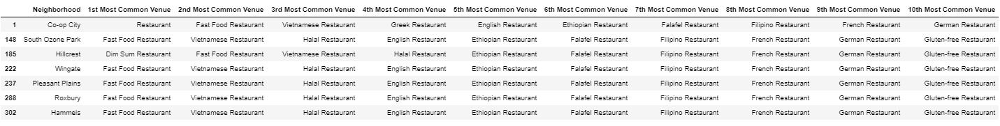 Neighborhood 1st Most Common Venue 2nd Most Common Venue 3rd Most Common Venue 4th Most Common Venue 5th Most Common Venue 6th Most Common Venue 7th Most Common Venue 8th Most Common Venue 9th Most Common Venue 10th Most Common Venue
1 Co-op City Restaurant Fast Food Restaurant Vietnamese Restaurant Greek Restaurant English Restaurant Ethiopian Restaurant Falafel Restaurant Filipino Restaurant French Restaurant German Restaurant
148 South Ozone Park Fast Food Restaurant Vietnamese Restaurant Halal Restaurant English Restaurant Ethiopian Restaurant Falafel Restaurant Filipino Restaurant French Restaurant German Restaurant Gluten-free Restaurant
185 Hillcrest Dim Sum Restaurant Fast Food Restaurant Vietnamese Restaurant Halal Restaurant Ethiopian Restaurant Falafel Restaurant Filipino Restaurant French Restaurant German Restaurant Gluten-free Restaurant
222 Wingate Fast Food Restaurant Vietnamese Restaurant Halal Restaurant English Restaurant Ethiopian Restaurant Falafel Restaurant Filipino Restaurant French Restaurant German Restaurant Gluten-free Restaurant
237 Pleasant Plains Fast Food Restaurant Vietnamese Restaurant Halal Restaurant English Restaurant Ethiopian Restaurant Falafel Restaurant Filipino Restaurant French Restaurant German Restaurant Gluten-free Restaurant
288 Roxbury Fast Food Restaurant Vietnamese Restaurant Halal Restaurant English Restaurant Ethiopian Restaurant Falafel Restaurant Filipino Restaurant French Restaurant German Restaurant Gluten-free Restaurant
302 Hammels Fast Food Restaurant Vietnamese Restaurant Halal Restaurant English Restaurant Ethiopian Restaurant Falafel Restaurant Filipino Restaurant French Restaurant German Restaurant Gluten-free Restaurant